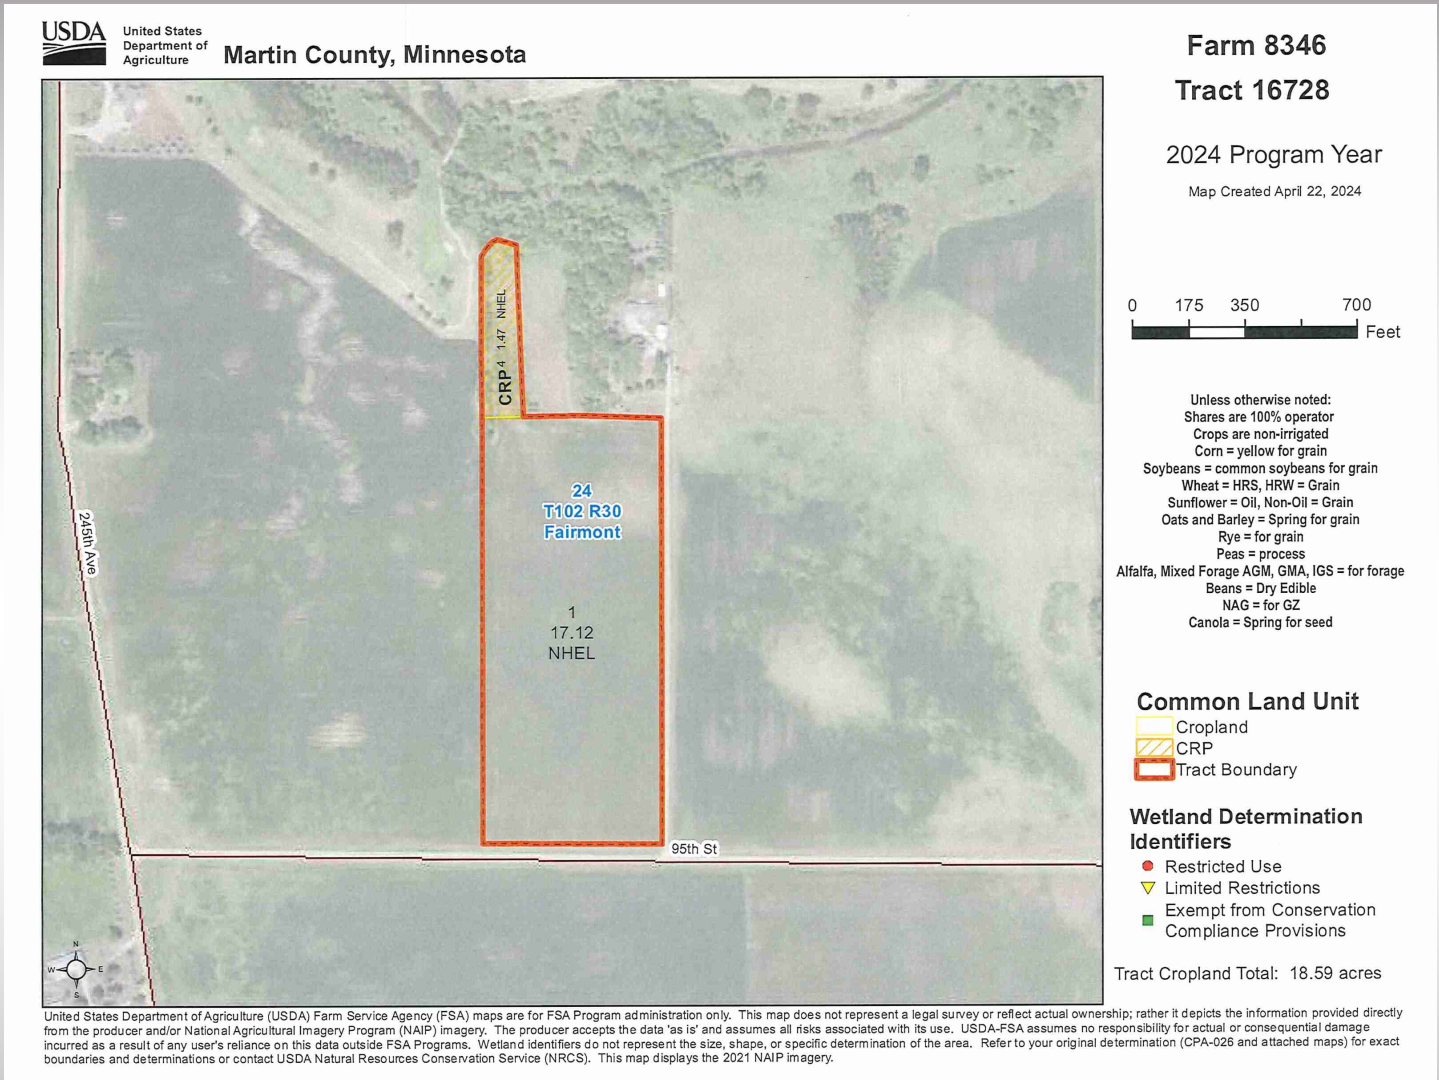 USDA
United States
Department of
Agriculture
Martin County, Minnesota
Farm 8346
Tract 16728
2024 Program Year
Map Created April 22, 2024
0 175 350 700
Feet
Unless otherwise noted:
Shares are 100% operator
Crops are non-irrigated
Corn = yellow for grain
Soybeans = common soybeans for grain
Wheat = HRS, HRW = Grain
Sunflower = Oil, Non-Oil = Grain
Oats and Barley = Spring for grain
Rye = for grain
Peas = process
Alfalfa, Mixed Forage AGM, GMA, IGS = for forage
Beans = Dry Edible
NAG = for GZ
Canola = Spring for seed
CRP 4 1.47 NHEL
24
T102 R30
Fairmont
1
17.12
NHEL
245th Ave
95th St
N
W E
S
Common Land Unit
Cropland
CRP
Tract Boundary
Wetland Determination
Identifiers
Restricted Use
Limited Restrictions
Exempt from Conservation
Compliance Provisions
Tract Cropland Total: 18.59 acres
United States Department of Agriculture (USDA) Farm Service Agency (FSA) maps are for FSA Program administration only. This map does not represent a legal survey or reflect actual ownership; rather it depicts the information provided directly
from the producer and/or National Agricultural Imagery Program (NAIP) imagery. The producer accepts the data 'as is' and assumes all risks associated with its use. USDA-FSA assumes no responsibility for actual or consequential damage
incurred as a result of any user's reliance on this data outside FSA Programs. Wetland identifiers do not represent the size, shape, or specific determination of the area. Refer to your original determination (CPA-026 and attached maps) for exact
boundaries and determinations or contact USDA Natural Resources Conservation Service (NRCS). This map displays the 2021 NAIP imagery.